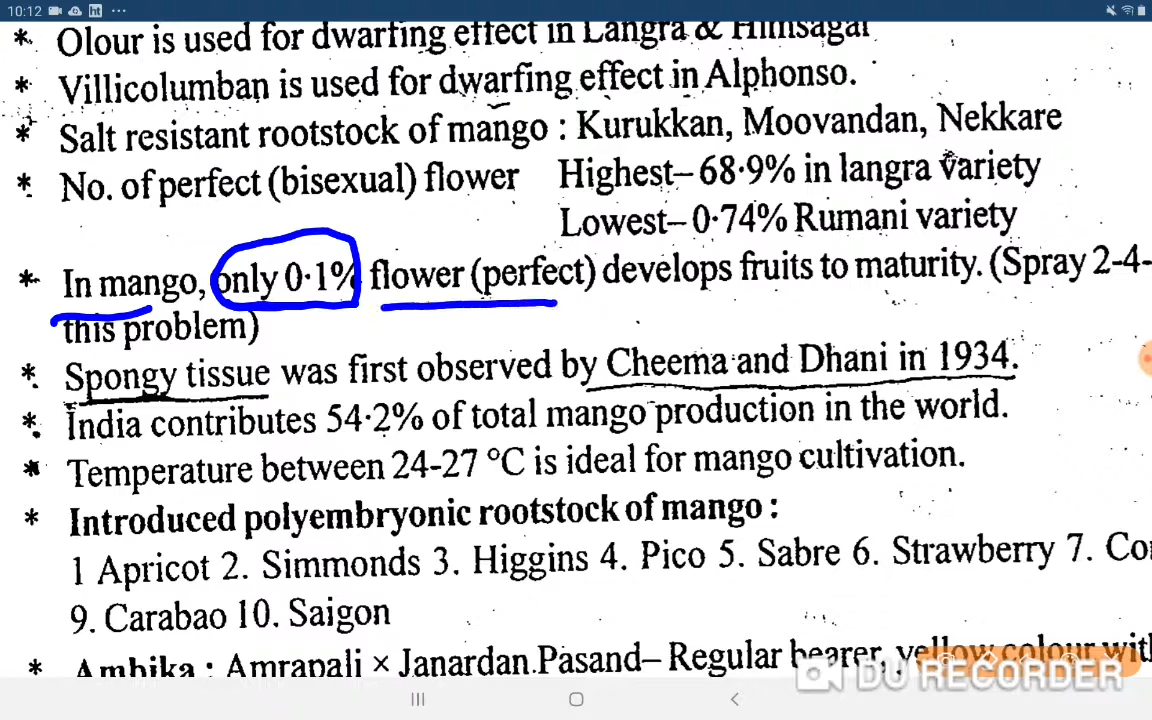 10:12
* Olour is used for dwarfing effect in Langra & Himsagar
* Villicolumban is used for dwarfing effect in Alphonso.
* Salt resistant rootstock of mango : Kurukkan, Moovandan, Nekkare
* No. of perfect (bisexual) flower Highest– 68·9% in langra variety
Lowest– 0·74% Rumani variety
* In mango, only 0·1% flower (perfect) develops fruits to maturity. (Spray 2-4-
this problem)
* Spongy tissue was first observed by Cheema and Dhani in 1934.
* India contributes 54·2% of total mango production in the world.
* Temperature between 24-27 °C is ideal for mango cultivation.
* Introduced polyembryonic rootstock of mango :
1 Apricot 2. Simmonds 3. Higgins 4. Pico 5. Sabre 6. Strawberry 7.
9. Carabao 10. Saigon
* Ambika : Amrapali × Janardan Pasand– Regular bearer, yellow colour with
DU RECORDER